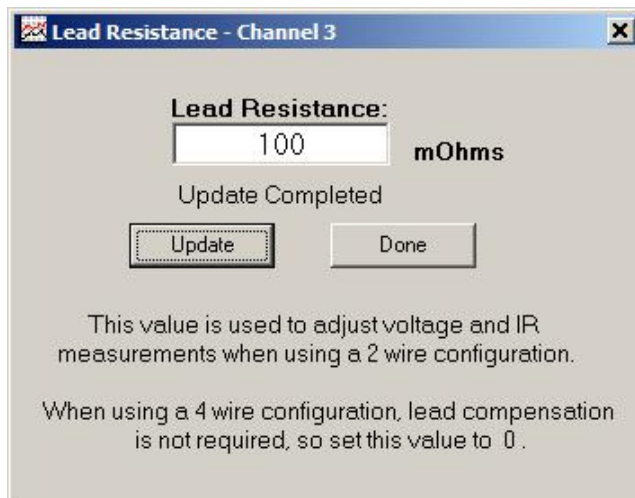 Lead Resistance - Channel 3
Lead Resistance:
100 mOhms
Update Completed
Update Done
This value is used to adjust voltage and IR
measurements when using a 2 wire configuration.
When using a 4 wire configuration, lead compensation
is not required, so set this value to 0 .